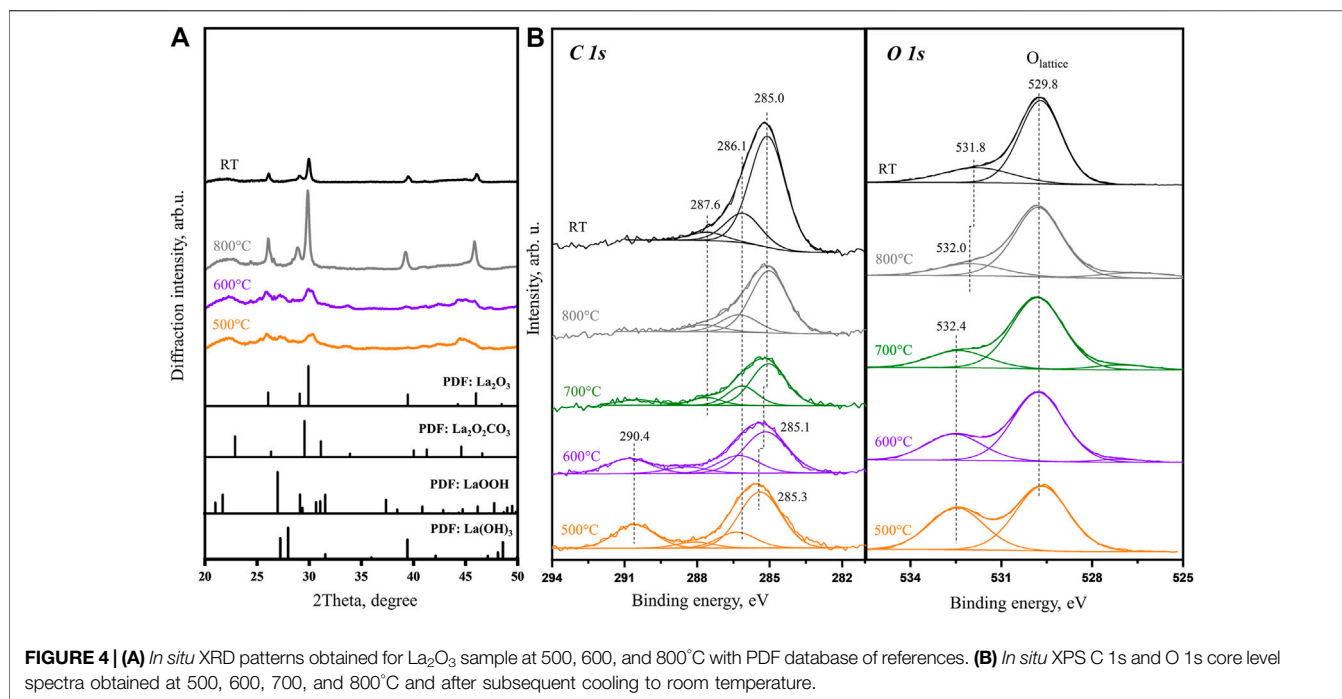 A
Diffraction intensity, arb.u.
RT
800°C
600°C
500°C
PDF: La₂O₃
PDF: La₂O₂CO₃
PDF: LaOOH
PDF: La(OH)₃
20 25 30 35 40 45 50
2Theta, degree
B
C 1s
Intensity, arb. u.
285.0
286.1
287.6
RT
800°C
700°C
290.4
600°C
285.1
285.3
500°C
294 291 288 285 282
Binding energy, eV
O 1s
Olattice
529.8
531.8
RT
532.0
800°C
532.4
700°C
600°C
500°C
534 531 528 525
Binding energy, eV
FIGURE 4 | (A) In situ XRD patterns obtained for La₂O₃ sample at 500, 600, and 800°C with PDF database of references. (B) In situ XPS C 1s and O 1s core level
spectra obtained at 500, 600, 700, and 800°C and after subsequent cooling to room temperature.